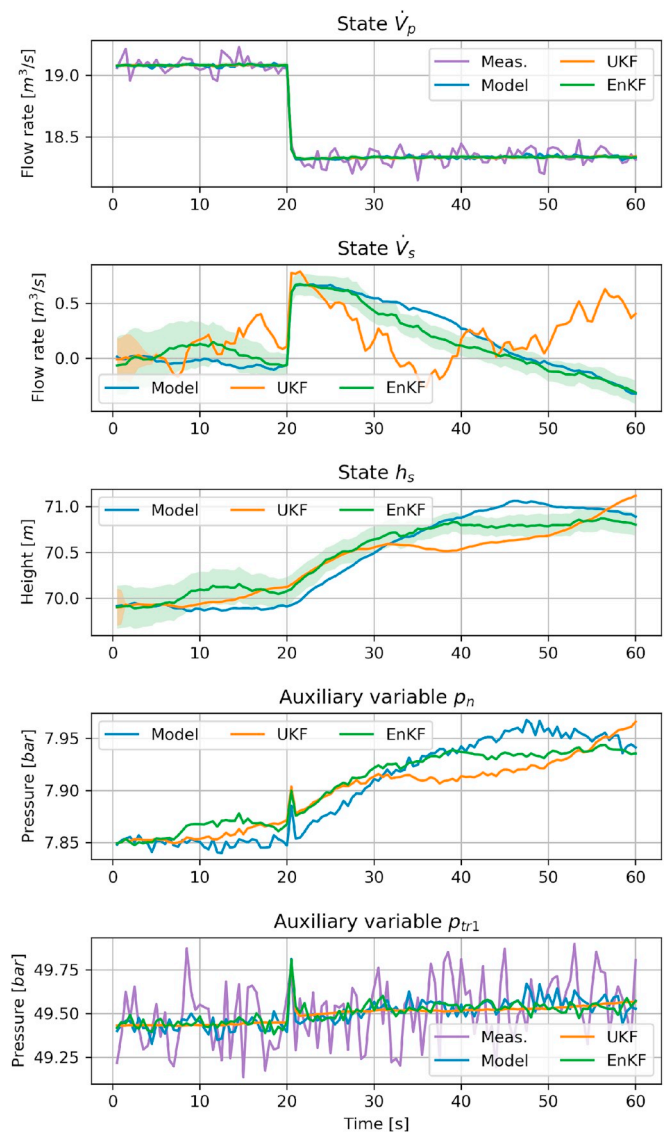 State V̇ₚ
Flow rate [m³/s]
19.0
18.5
Meas.
UKF
Model
EnKF
0
10
20
30
40
50
60
State V̇ₛ
Flow rate [m³/s]
0.5
0.0
Model
UKF
EnKF
0
10
20
30
40
50
60
State hₛ
Height [m]
71.0
70.5
70.0
Model
UKF
EnKF
0
10
20
30
40
50
60
Auxiliary variable pₙ
Pressure [bar]
7.95
7.90
7.85
Model
UKF
EnKF
0
10
20
30
40
50
60
Auxiliary variable pₜᵣ₁
Pressure [bar]
49.75
49.50
49.25
Meas.
UKF
Model
EnKF
0
10
20
30
40
50
60
Time [s]